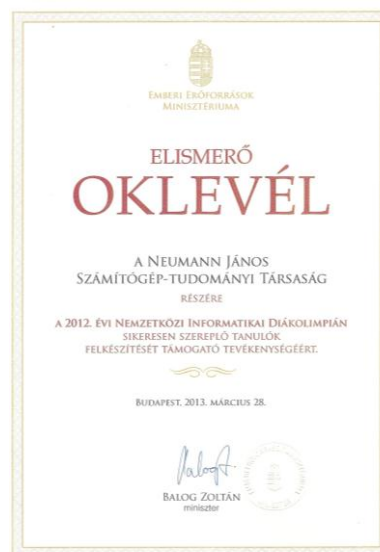 EMBERI ERŐFORRÁSOK
MINISZTÉRIUMA
ELISMERŐ
OKLEVÉL
A NEUMANN JÁNOS
SZÁMÍTÓGÉP-TUDOMÁNYI TÁRSASÁG
RÉSZÉRE
A 2012. ÉVI NEMZETKÖZI INFORMATIKAI DIÁKOLIMPIÁN
SIKERESEN SZEREPLŐ TANULÓK
FELKÉSZÍTÉSÉT TÁMOGATÓ TEVÉKENYSÉGÉÉRT.
BUDAPEST, 2013. MÁRCIUS 28.
BALOG ZOLTÁN
miniszter